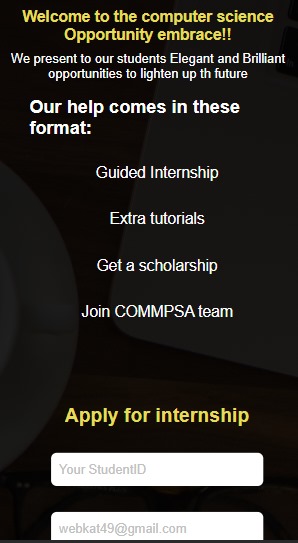 Welcome to the computer science
Opportunity embrace!!
We present to our students Elegant and Brilliant
opportunities to lighten up th future
Our help comes in these
format:
Guided Internship
Extra tutorials
Get a scholarship
Join COMMPSA team
Apply for internship
Your StudentID
webkat49@gmail.com